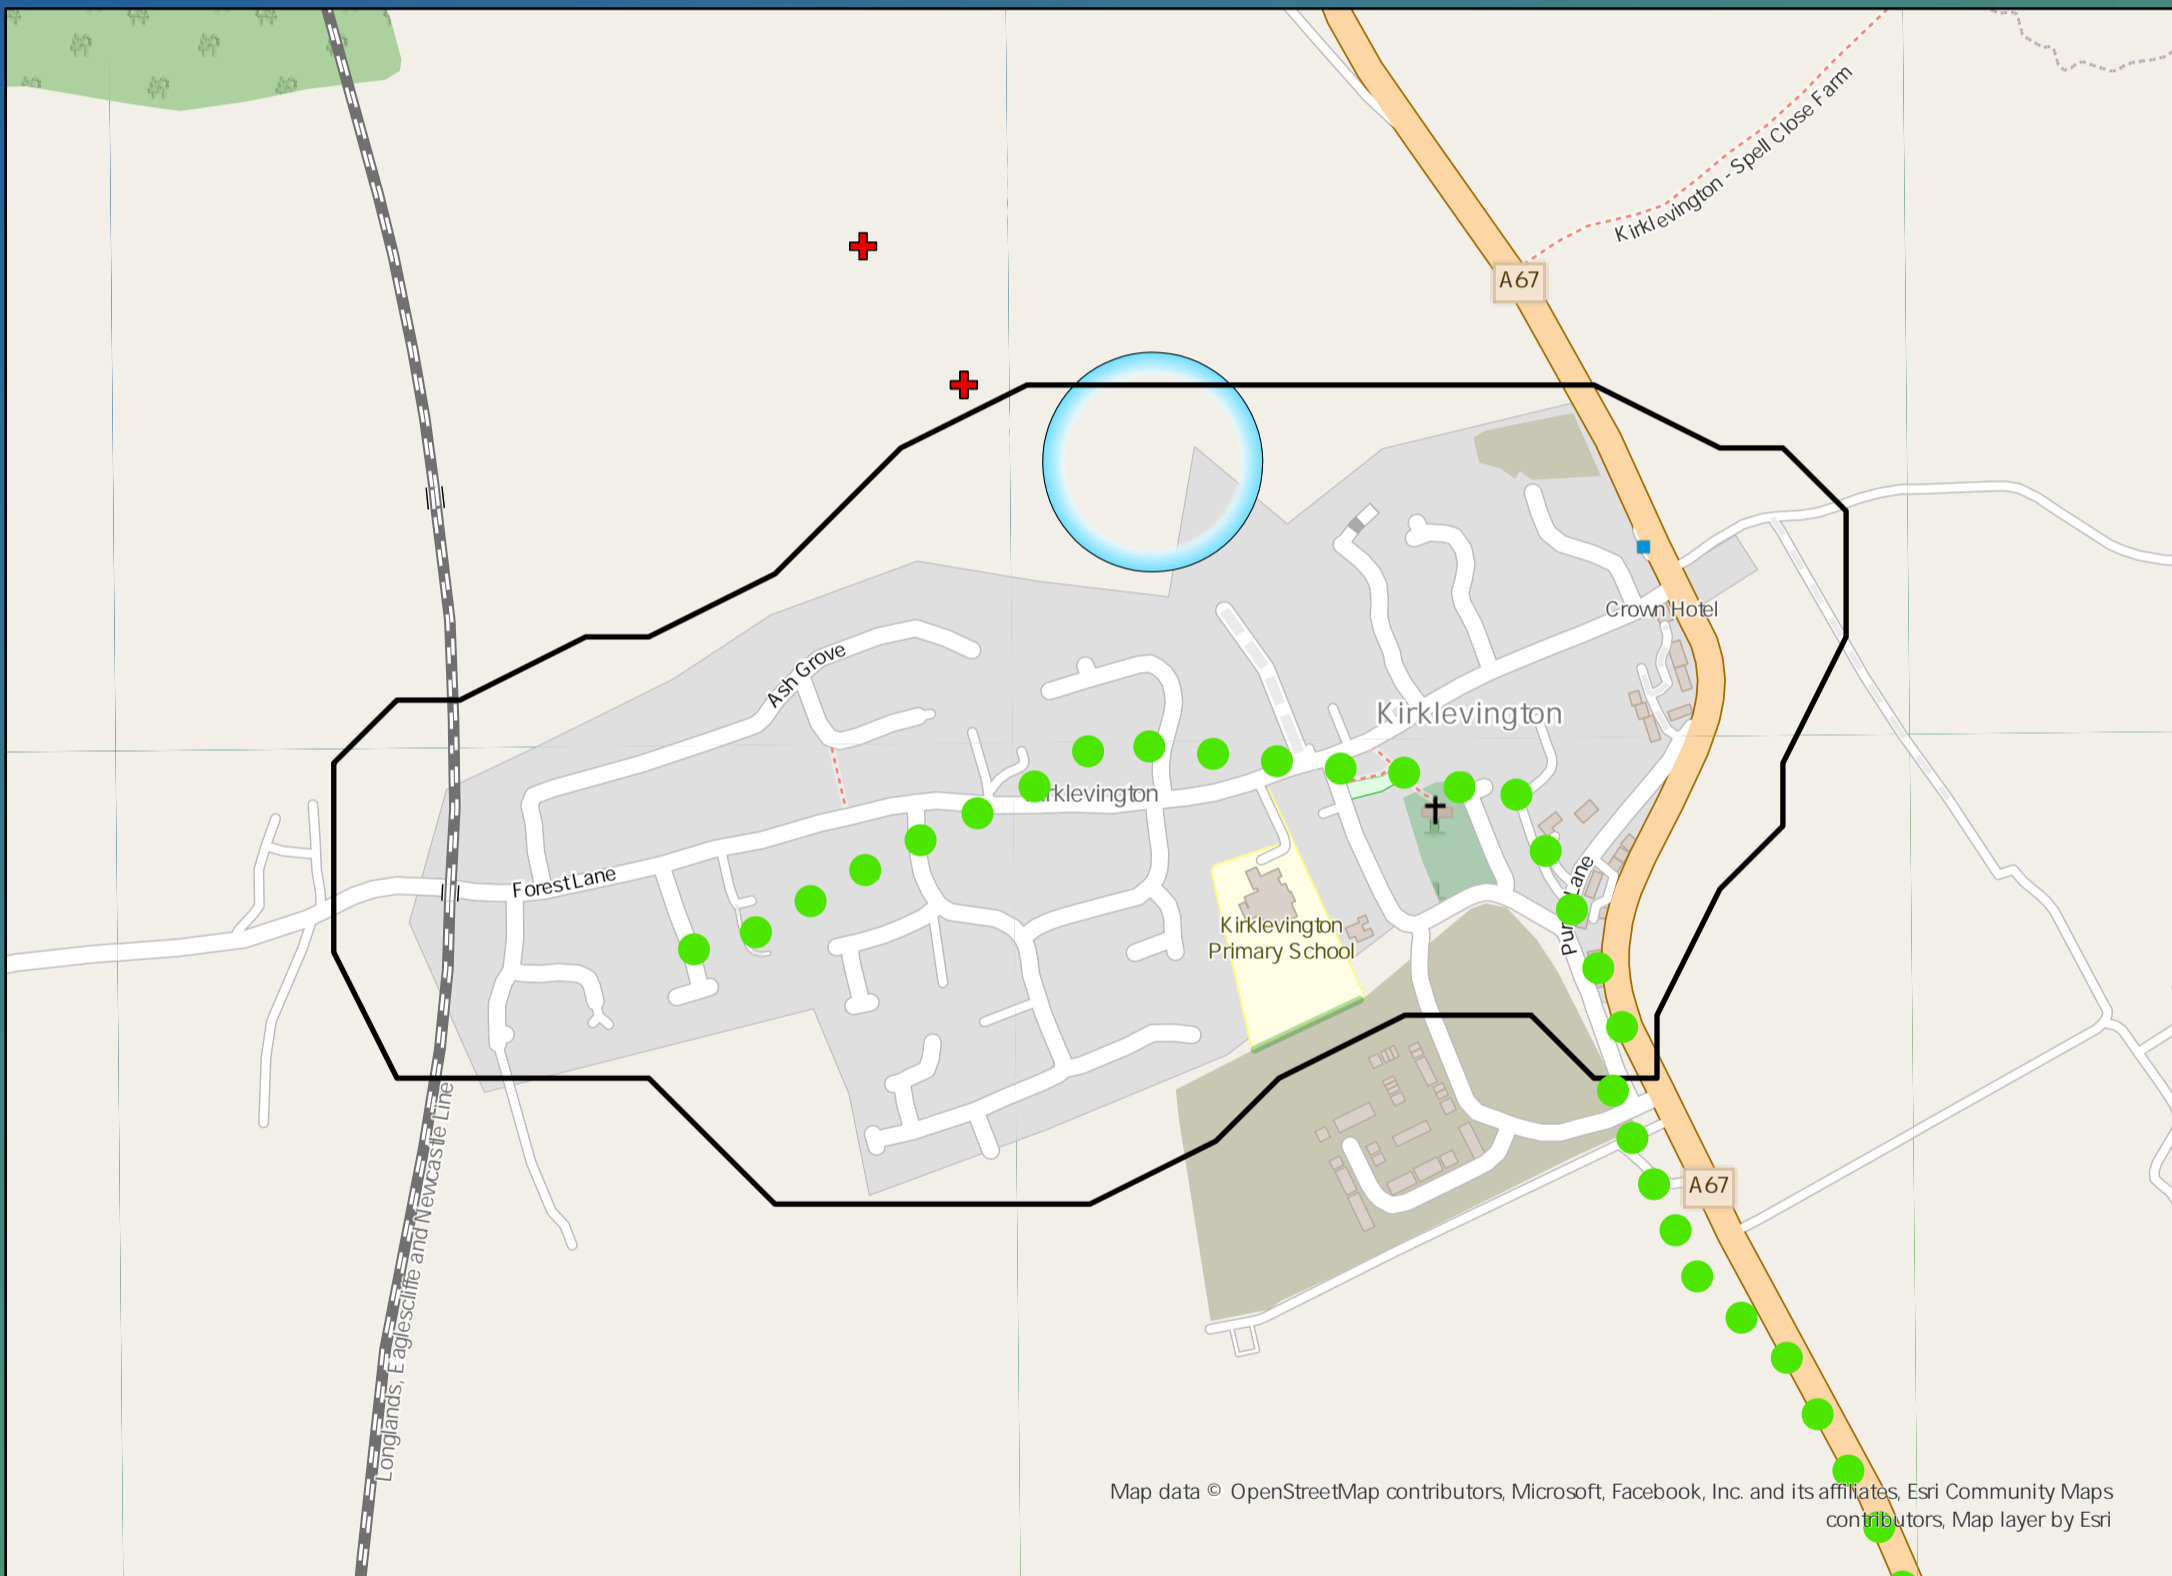 Kirklevington - Spell Close Farm
A67
Crown Hotel
Ash Grove
Kirklevington
Kirklevington
Forest Lane
Kirklevington
Primary School
Longlands, Eaglescliffe and Newcastle Line
A67
Map data © OpenStreetMap contributors, Microsoft, Facebook, Inc. and its affiliates, Esri Community Maps
contributors, Map layer by Esri